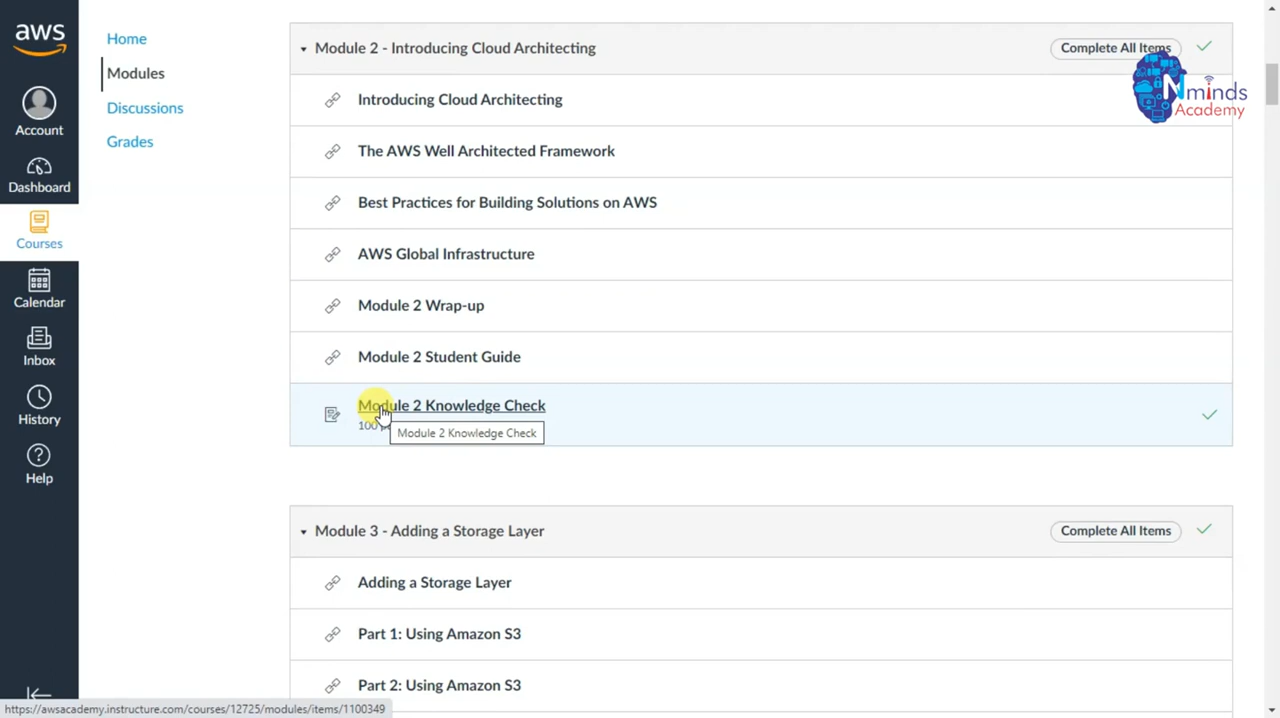 aws
Account
Dashboard
Courses
Calendar
Inbox
History
Help
Home
Modules
Discussions
Grades
Module 2 - Introducing Cloud Architecting
Complete All Items
Nminds
Academy
Introducing Cloud Architecting
The AWS Well Architected Framework
Best Practices for Building Solutions on AWS
AWS Global Infrastructure
Module 2 Wrap-up
Module 2 Student Guide
Module 2 Knowledge Check
100
Module 2 Knowledge Check
Module 3 - Adding a Storage Layer
Complete All Items
Adding a Storage Layer
Part 1: Using Amazon S3
Part 2: Using Amazon S3
https://awsacademy.instructure.com/courses/12725/modules/items/1100349